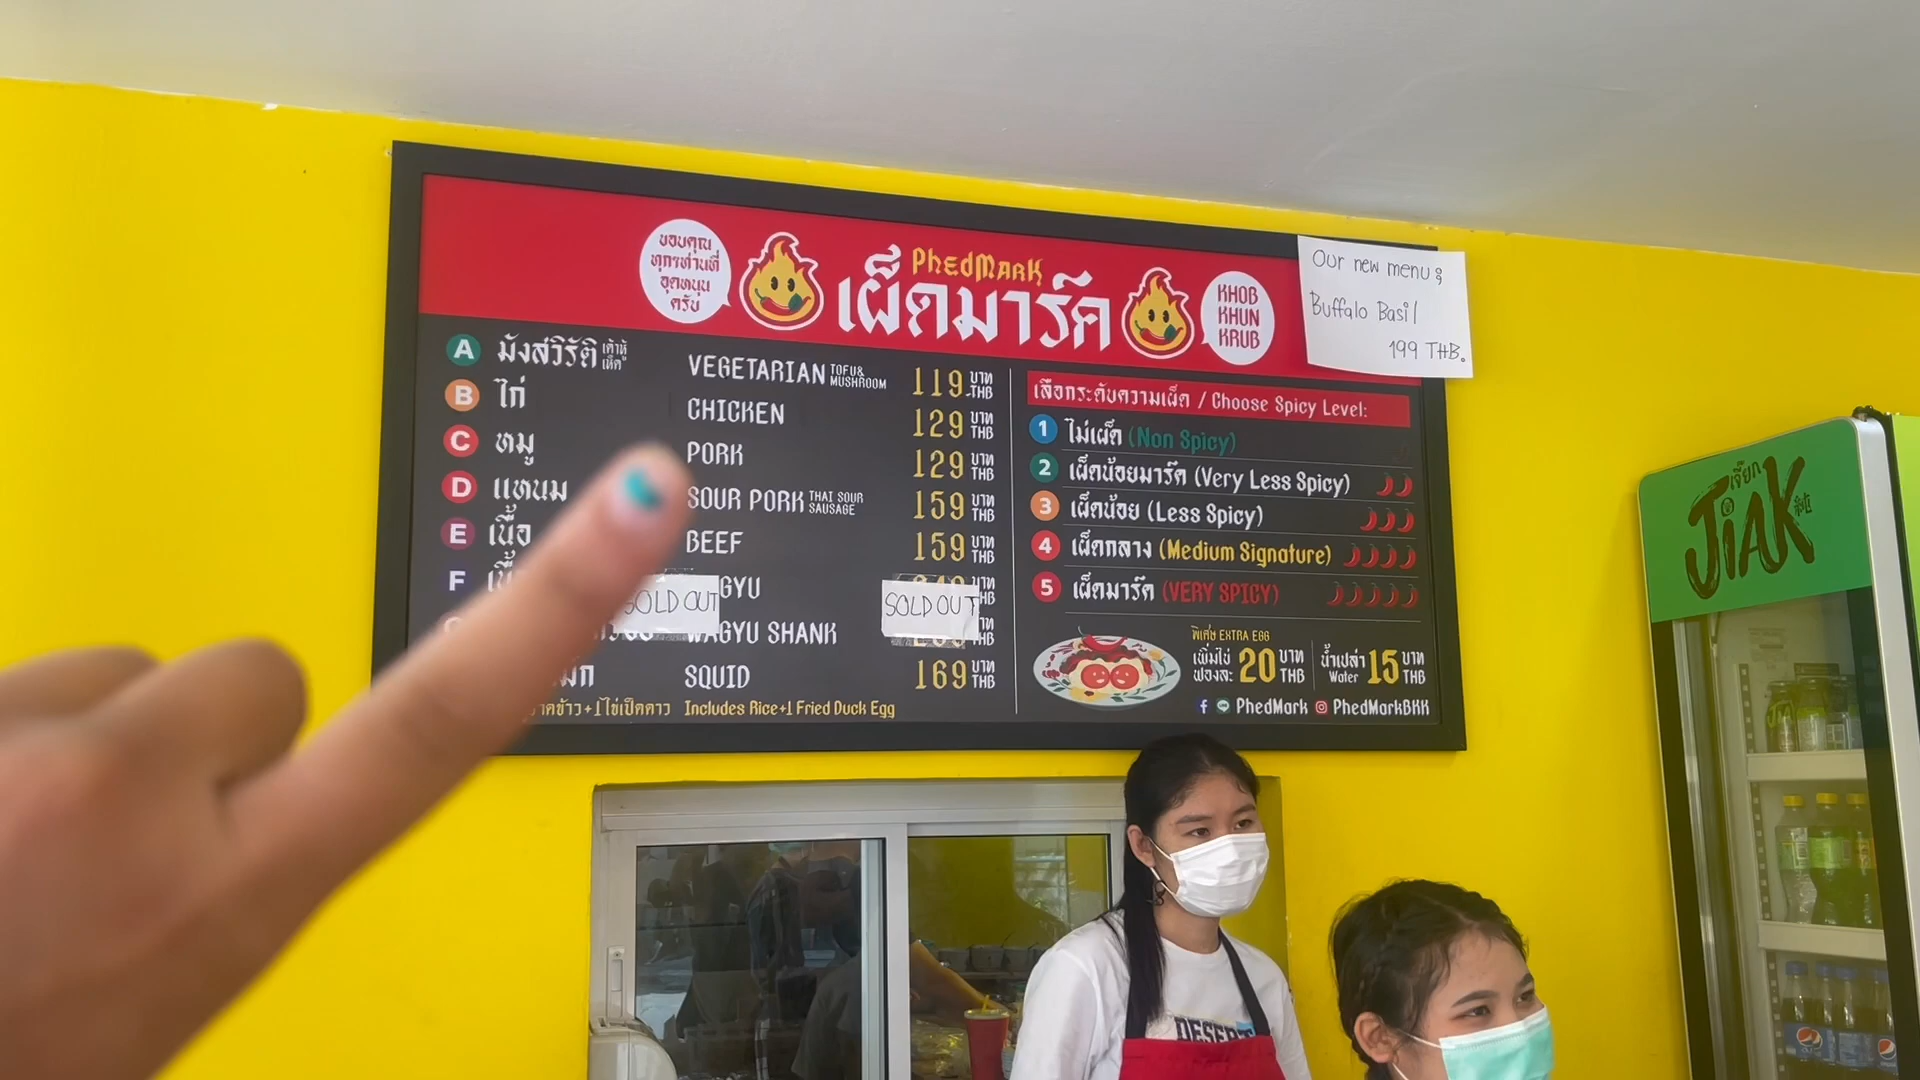 ขอบคุณ
ทุกๆท่านที่
อุดหนุน
ครับ
PhedMark
เผ็ดมาร์ค
KHOB
KHUN
KRUB
Our new menu :
Buffalo Basil
199 THB.
A มังสวิรัติ เต้าหู้ เห็ด VEGETARIAN TOFU & MUSHROOM 119.- บาท THB
B ไก่ CHICKEN 129 บาท THB
C หมู PORK 129 บาท THB
D แหนม SOUR PORK THAI SOUR SAUSAGE 159 บาท THB
E เนื้อ BEEF 159 บาท THB
F SOLD OUT SOLD OUT บาท THB
WAGYU SHANK THB
SQUID 169 บาท THB
+1ไข่เป็ดดาว Includes Rice+1 Fried Duck Egg
เลือกระดับความเผ็ด / Choose Spicy Level:
1 ไม่เผ็ด (Non Spicy)
2 เผ็ดน้อยมาร์ค (Very Less Spicy)
3 เผ็ดน้อย (Less Spicy)
4 เผ็ดกลาง (Medium Signature)
5 เผ็ดมาร์ค (VERY SPICY)
พิเศษ EXTRA EGG
เพิ่มไข่ ฟองละ 20 บาท THB น้ำเปล่า Water 15 บาท THB
PhedMark PhedMarkBKK
เจี๊ยก
JIAK
DESERT